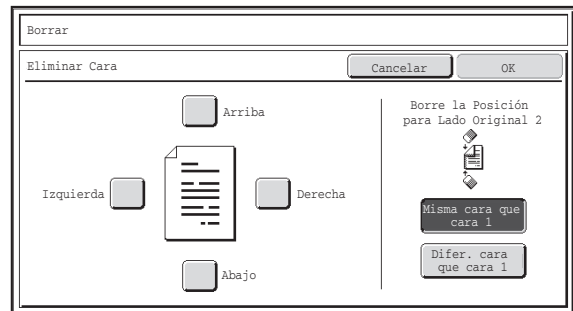 Borrar
Eliminar Cara
Cancelar
OK
Arriba
Izquierda
Derecha
Abajo
Borre la Posición
para Lado Original 2
Misma cara que
cara 1
Difer. cara
que cara 1